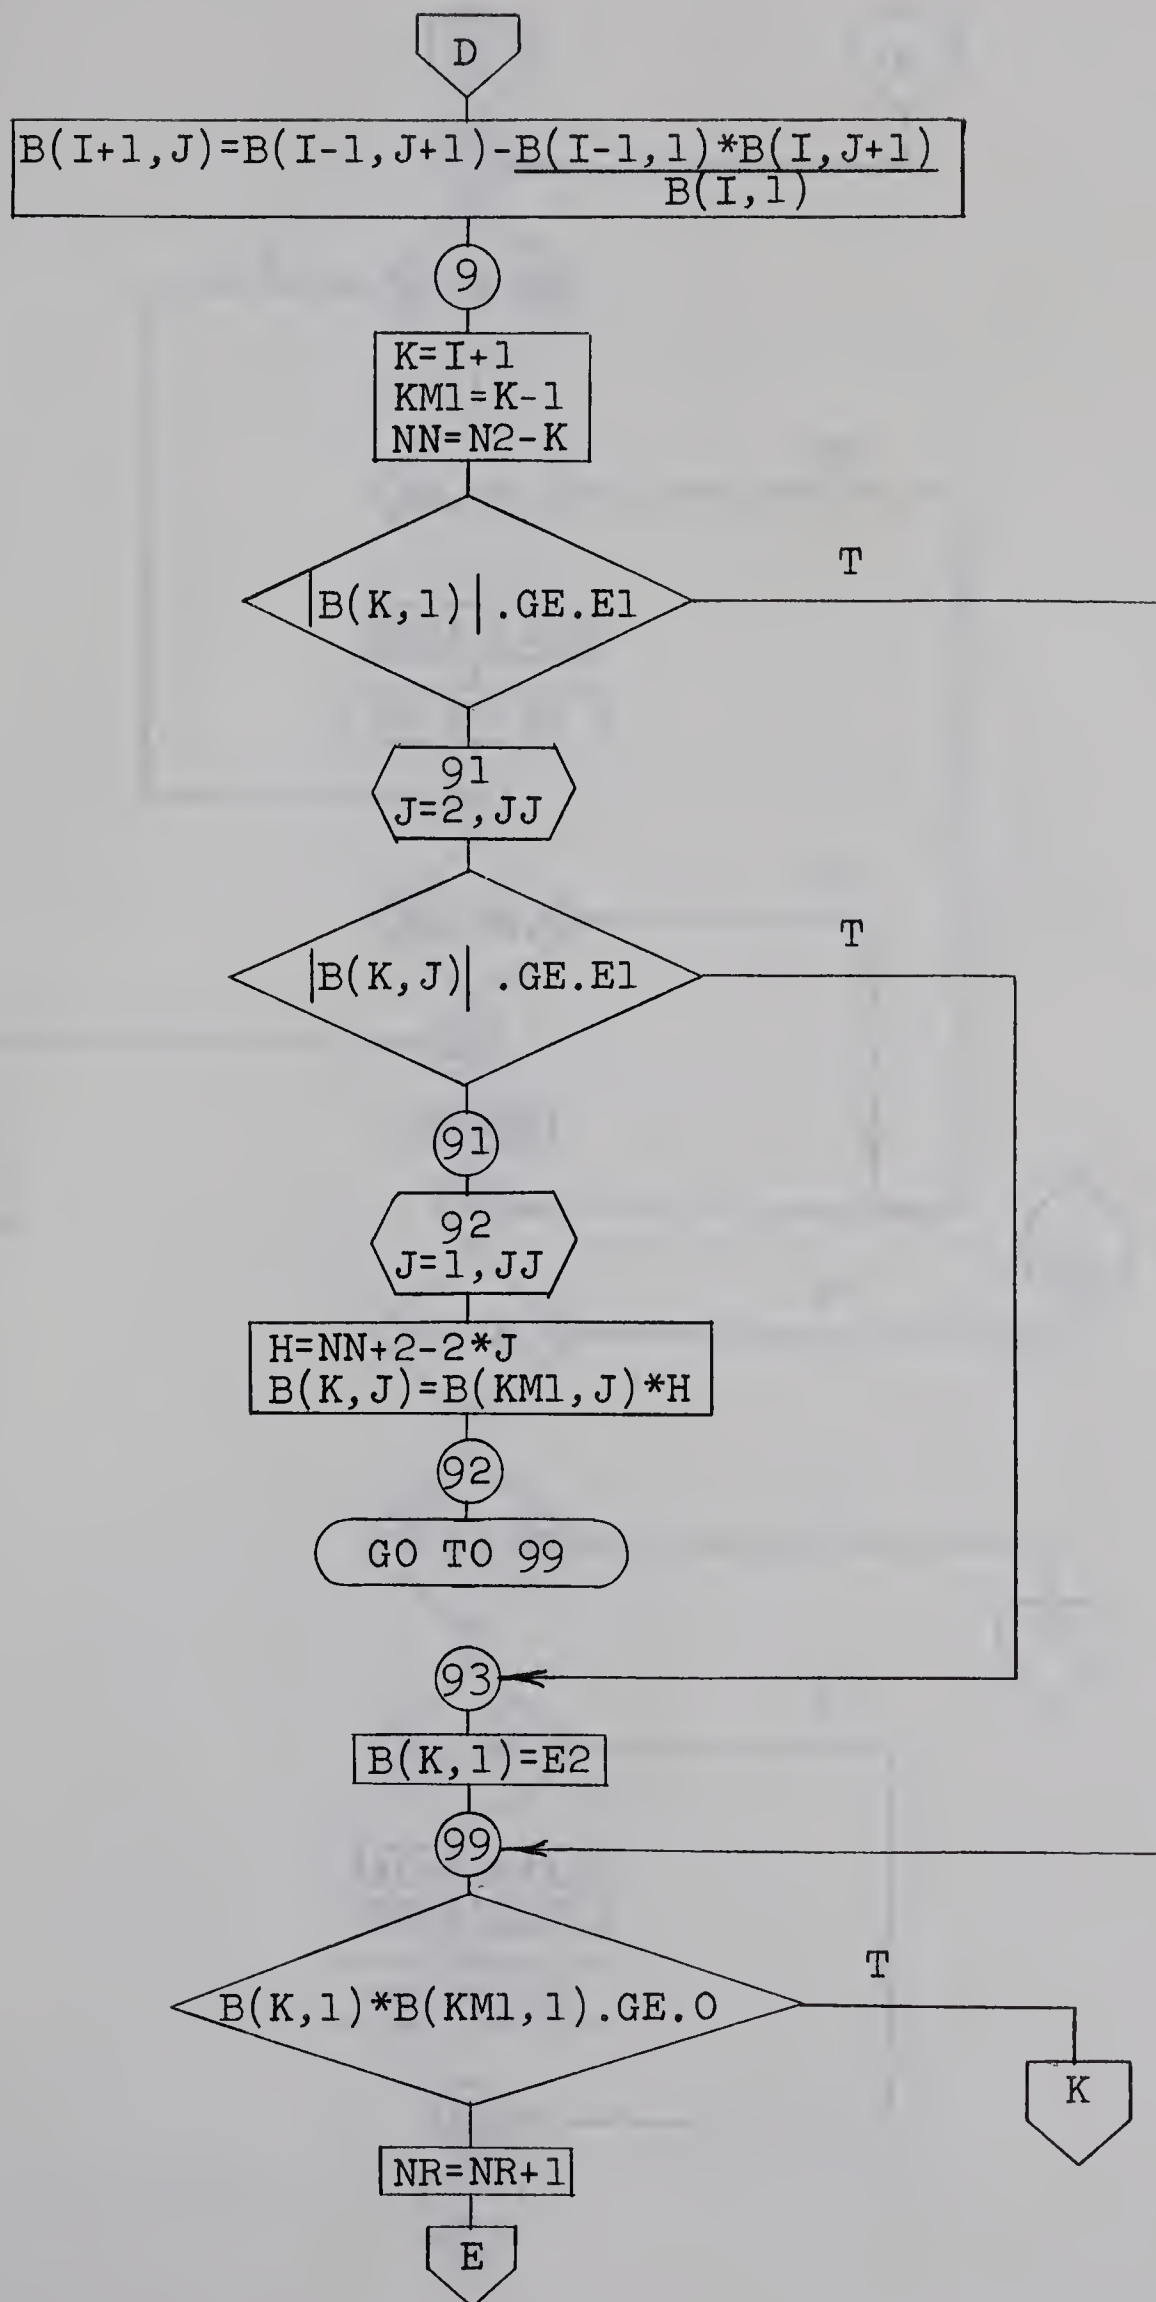 D
B(I+1,J)=B(I-1,J+1)-B(I-1,1)*B(I,J+1)
B(I,1)
9
K=I+1
KM1=K-1
NN=N2-K
T
|B(K,1)| .GE.E1
91
J=2,JJ
T
|B(K,J)| .GE.E1
91
92
J=1,JJ
H=NN+2-2*J
B(K,J)=B(KM1,J)*H
92
GO TO 99
93
B(K,1)=E2
99
T
B(K,1)*B(KM1,1).GE.0
K
NR=NR+1
E